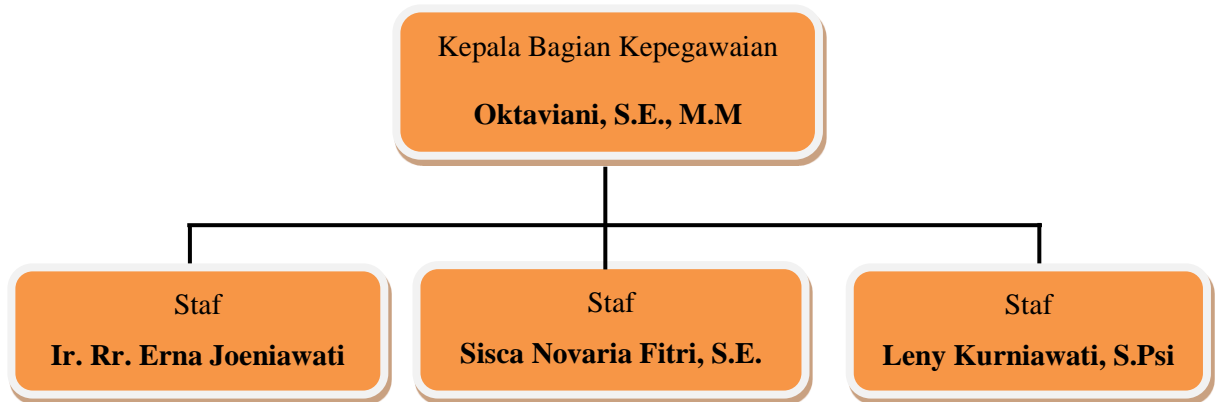 Kepala Bagian Kepegawaian
Oktaviani, S.E., M.M
Staf
Ir. Rr. Erna Joeniawati
Staf
Sisca Novaria Fitri, S.E.
Staf
Leny Kurniawati, S.Psi